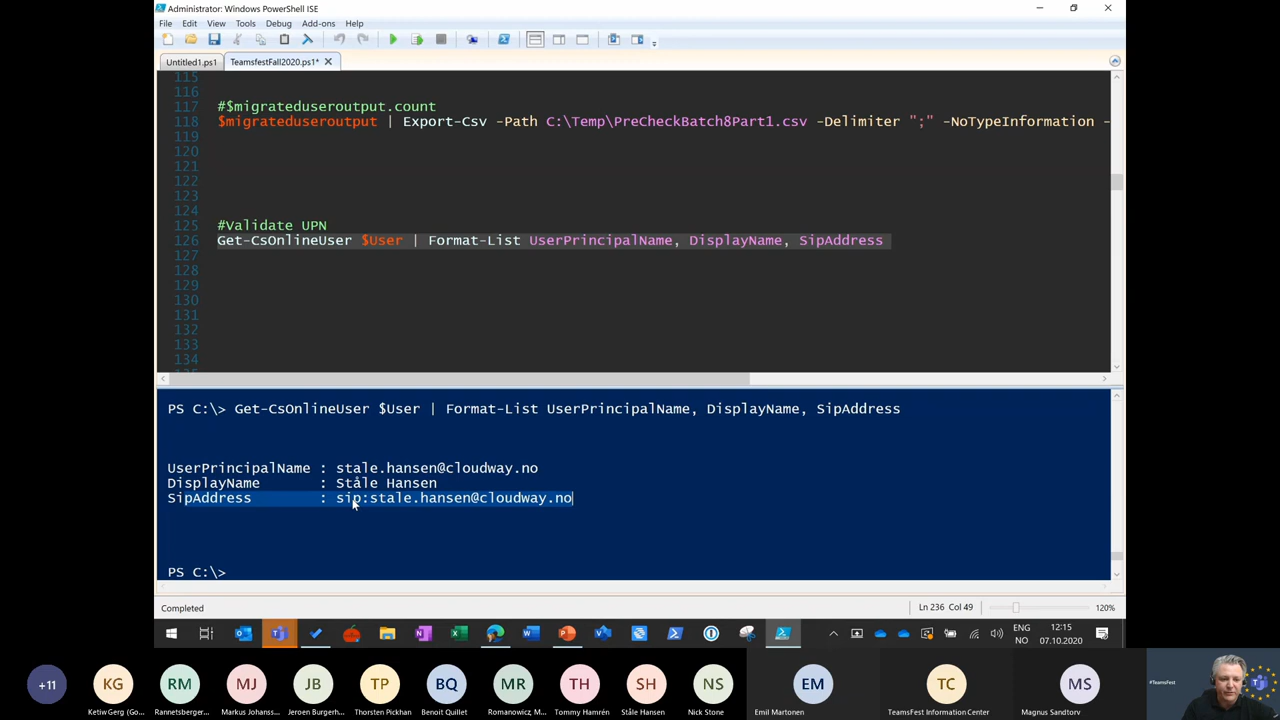 Administrator: Windows PowerShell ISE
File Edit View Tools Debug Add-ons Help
Untitled1.ps1 TeamsfestFall2020.ps1*
115
116
117 #$migrateduseroutput.count
118 $migrateduseroutput | Export-Csv -Path C:\Temp\PreCheckBatch8Part1.csv -Delimiter ";" -NoTypeInformation -
119
120
121
122
123
124
125 #Validate UPN
126 Get-CsOnlineUser $User | Format-List UserPrincipalName, DisplayName, SipAddress
127
128
129
130
131
132
133
134
PS C:\> Get-CsOnlineUser $User | Format-List UserPrincipalName, DisplayName, SipAddress
UserPrincipalName : stale.hansen@cloudway.no
DisplayName : Ståle Hansen
SipAddress : sip:stale.hansen@cloudway.no
PS C:\>
Completed Ln 236 Col 49 120%
EN 12:15
NO 07.10.2020
+11 KG RM MJ JB TP BQ MR TH SH NS EM TC MS #TeamsFest
Ketiw Gerg (Go... Rannetsberger... Markus Johanss... Jeroen Burgerh... Thorsten Pickhan Benoit Quillet Romanowicz, M... Tommy Hamrén Ståle Hansen Nick Stone Emil Martonen TeamsFest Information Center Magnus Sandtorv